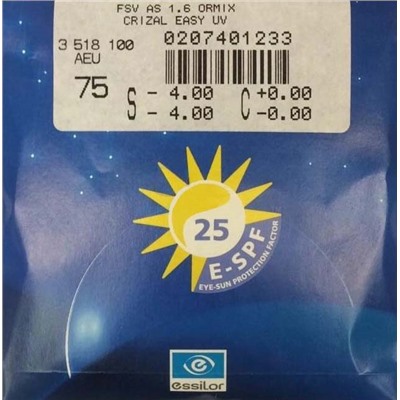 FSV AS 1.6 ORMIX
CRIZAL EASY UV
3 518 100
AEU
0207401233
75
S - 4.00 C +0.00
- 4.00 -0.00
25
E-SPF
EYE-SUN PROTECTION FACTOR
essilor